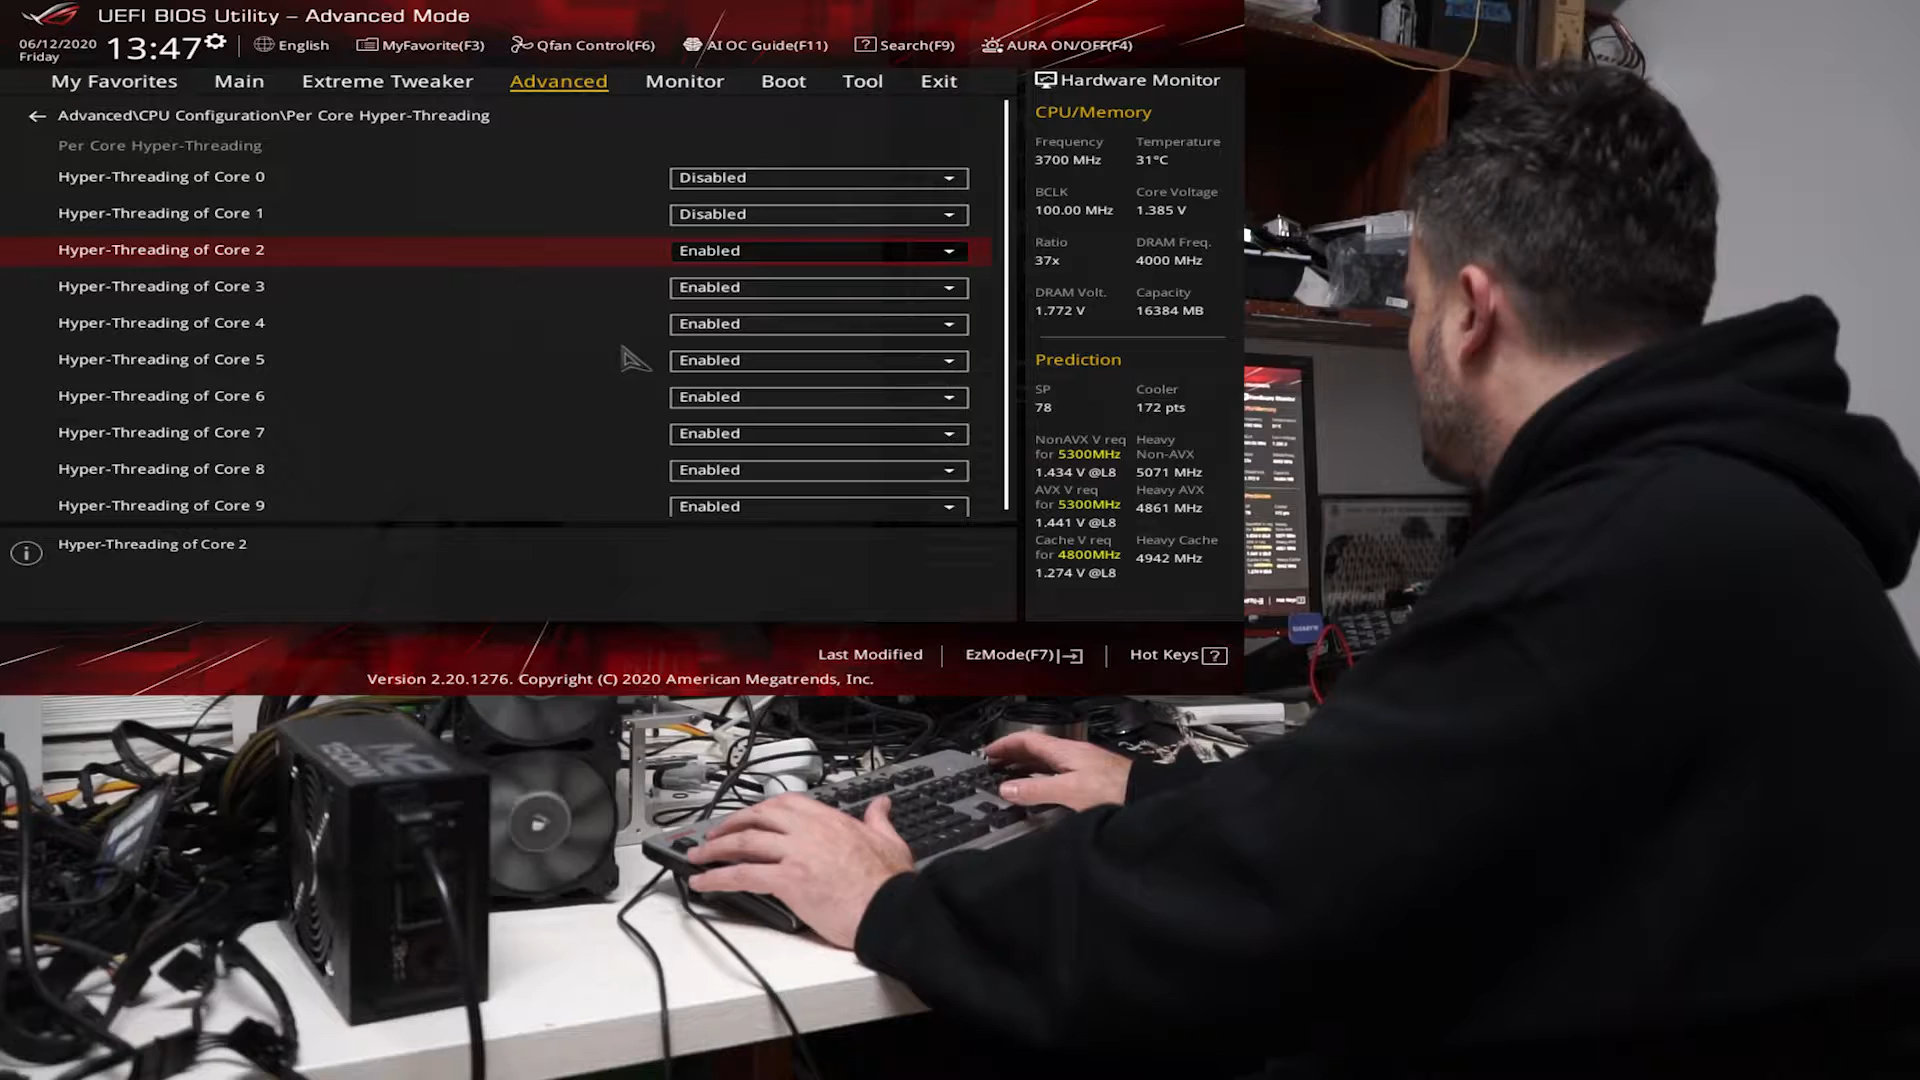 UEFI BIOS Utility – Advanced Mode
06/12/2020
Friday
13:47
English
MyFavorite(F3)
Qfan Control(F6)
AI OC Guide(F11)
? Search(F9)
AURA ON/OFF(F4)
My Favorites
Main
Extreme Tweaker
Advanced
Monitor
Boot
Tool
Exit
Advanced\CPU Configuration\Per Core Hyper-Threading
Per Core Hyper-Threading
Hyper-Threading of Core 0 Disabled
Hyper-Threading of Core 1 Disabled
Hyper-Threading of Core 2 Enabled
Hyper-Threading of Core 3 Enabled
Hyper-Threading of Core 4 Enabled
Hyper-Threading of Core 5 Enabled
Hyper-Threading of Core 6 Enabled
Hyper-Threading of Core 7 Enabled
Hyper-Threading of Core 8 Enabled
Hyper-Threading of Core 9 Enabled
i Hyper-Threading of Core 2
Hardware Monitor
CPU/Memory
Frequency Temperature
3700 MHz 31°C
BCLK Core Voltage
100.00 MHz 1.385 V
Ratio DRAM Freq.
37x 4000 MHz
DRAM Volt. Capacity
1.772 V 16384 MB
Prediction
SP Cooler
78 172 pts
NonAVX V req Heavy
for 5300MHz Non-AVX
1.434 V @L8 5071 MHz
AVX V req Heavy AVX
for 5300MHz 4861 MHz
1.441 V @L8
Cache V req Heavy Cache
for 4800MHz 4942 MHz
1.274 V @L8
Last Modified
EzMode(F7)
Hot Keys ?
Version 2.20.1276. Copyright (C) 2020 American Megatrends, Inc.